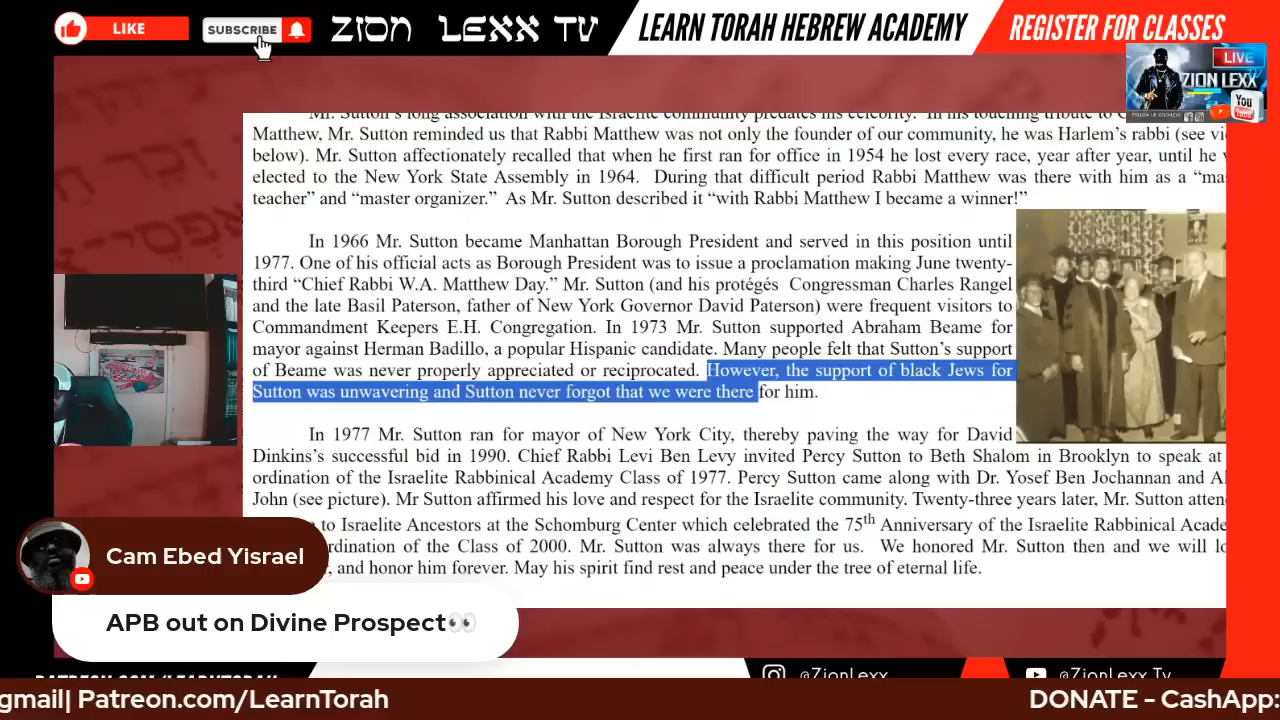 LIKE
SUBSCRIBE
ZION LEXX TV
LEARN TORAH HEBREW ACADEMY
REGISTER FOR CLASSES
LIVE
ZION LEXX
TV
You
Mr. Sutton's long association with the Israelite community his celebrity. In his touching tribute to
Matthew, Mr. Sutton reminded us that Rabbi Matthew was not only the founder of our community, he was Harlem's rabbi (see vi
below). Mr. Sutton affectionately recalled that when he first ran for office in 1954 he lost every race, year after year, until he
elected to the New York State Assembly in 1964. During that difficult period Rabbi Matthew was there with him as a "ma
teacher" and "master organizer." As Mr. Sutton described it "with Rabbi Matthew I became a winner!"
In 1966 Mr. Sutton became Manhattan Borough President and served in this position until
1977. One of his official acts as Borough President was to issue a proclamation making June twenty-
third "Chief Rabbi W.A. Matthew Day." Mr. Sutton (and his protégés Congressman Charles Rangel
and the late Basil Paterson, father of New York Governor David Paterson) were frequent visitors to
Commandment Keepers E.H. Congregation. In 1973 Mr. Sutton supported Abraham Beame for
mayor against Herman Badillo, a popular Hispanic candidate. Many people felt that Sutton's support
of Beame was never properly appreciated or reciprocated. However, the support of black Jews for
Sutton was unwavering and Sutton never forgot that we were there for him.
In 1977 Mr. Sutton ran for mayor of New York City, thereby paving the way for David
Dinkins's successful bid in 1990. Chief Rabbi Levi Ben Levy invited Percy Sutton to Beth Shalom in Brooklyn to speak at
ordination of the Israelite Rabbinical Academy Class of 1977. Percy Sutton came along with Dr. Yosef Ben Jochannan and Al
John (see picture). Mr Sutton affirmed his love and respect for the Israelite community. Twenty-three years later, Mr. Sutton atten
to Israelite Ancestors at the Schomburg Center which celebrated the 75th Anniversary of the Israelite Rabbinical Acade
rdination of the Class of 2000. Mr. Sutton was always there for us. We honored Mr. Sutton then and we will lo
, and honor him forever. May his spirit find rest and peace under the tree of eternal life.
Cam Ebed Yisrael
APB out on Divine Prospect👀
@ZionLexx
@ZionLexx Tv
gmail| Patreon.com/LearnTorah
DONATE - CashApp: